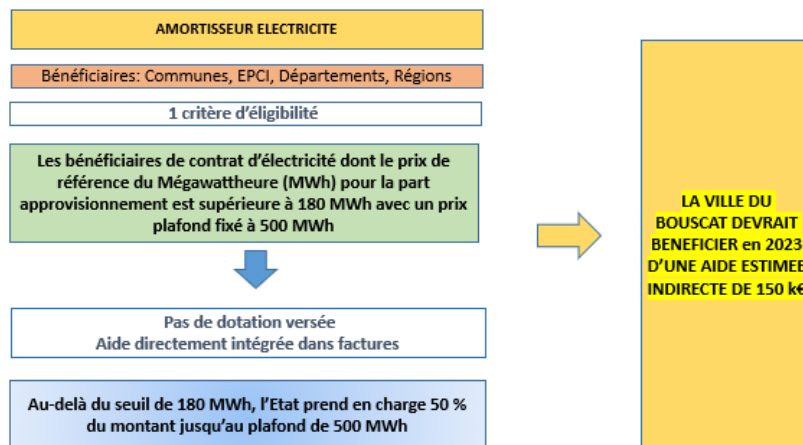 AMORTISSEUR ELECTRICITE
Bénéficiaires: Communes, EPCI, Départements, Régions
1 critère d'éligibilité
Les bénéficiaires de contrat d'électricité dont le prix de
référence du Mégawattheure (MWh) pour la part
approvisionnement est supérieure à 180 MWh avec un prix
plafond fixé à 500 MWh
Pas de dotation versée
Aide directement intégrée dans factures
Au-delà du seuil de 180 MWh, l'Etat prend en charge 50 %
du montant jusqu'au plafond de 500 MWh
LA VILLE DU
BOUSCAT DEVRAIT
BENEFICIER en 2023
D'UNE AIDE ESTIMEE
INDIRECTE DE 150 k€